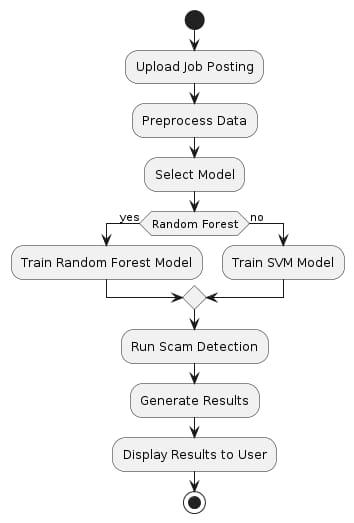 Upload Job Posting
Preprocess Data
Select Model
yes
Random Forest
no
Train Random Forest Model
Train SVM Model
Run Scam Detection
Generate Results
Display Results to User